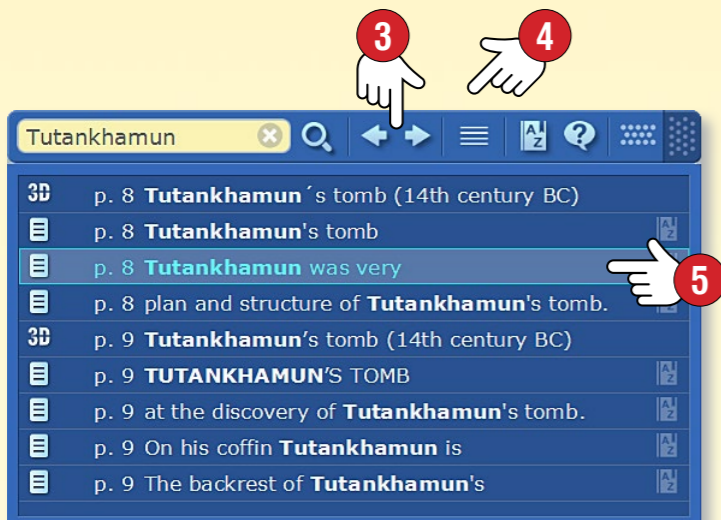 3
4
Tutankhamun
3D p. 8 Tutankhamun´s tomb (14th century BC)
p. 8 Tutankhamun's tomb
p. 8 Tutankhamun was very
p. 8 plan and structure of Tutankhamun's tomb.
3D p. 9 Tutankhamun’s tomb (14th century BC)
p. 9 TUTANKHAMUN’S TOMB
p. 9 at the discovery of Tutankhamun's tomb.
p. 9 On his coffin Tutankhamun is
p. 9 The backrest of Tutankhamun's
5